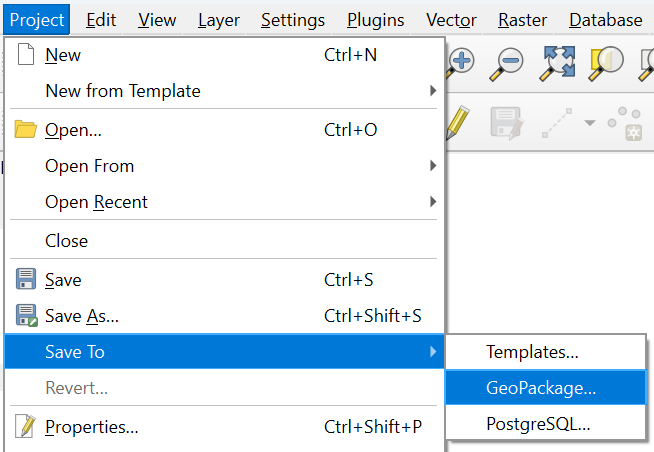 Project Edit View Layer Settings Plugins Vector Raster Database
New Ctrl+N
New from Template
Open... Ctrl+O
Open From
Open Recent
Close
Save Ctrl+S
Save As... Ctrl+Shift+S
Save To
Templates...
Revert...
GeoPackage...
Properties... Ctrl+Shift+P
PostgreSQL...